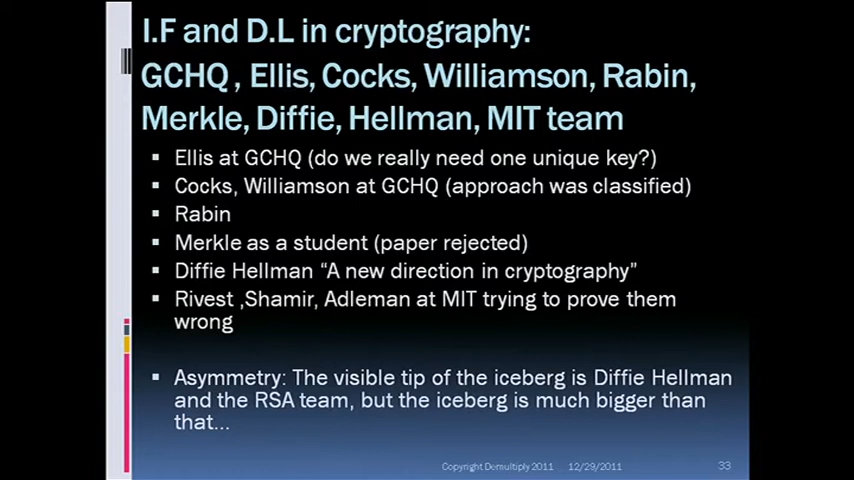 I.F and D.L in cryptography:
GCHQ , Ellis, Cocks, Williamson, Rabin,
Merkle, Diffie, Hellman, MIT team
Ellis at GCHQ (do we really need one unique key?)
Cocks, Williamson at GCHQ (approach was classified)
Rabin
Merkle as a student (paper rejected)
Diffie Hellman “A new direction in cryptography”
Rivest ,Shamir, Adleman at MIT trying to prove them
wrong
Asymmetry: The visible tip of the iceberg is Diffie Hellman
and the RSA team, but the iceberg is much bigger than
that...
Copyright Demultiply 2011 12/29/2011 33